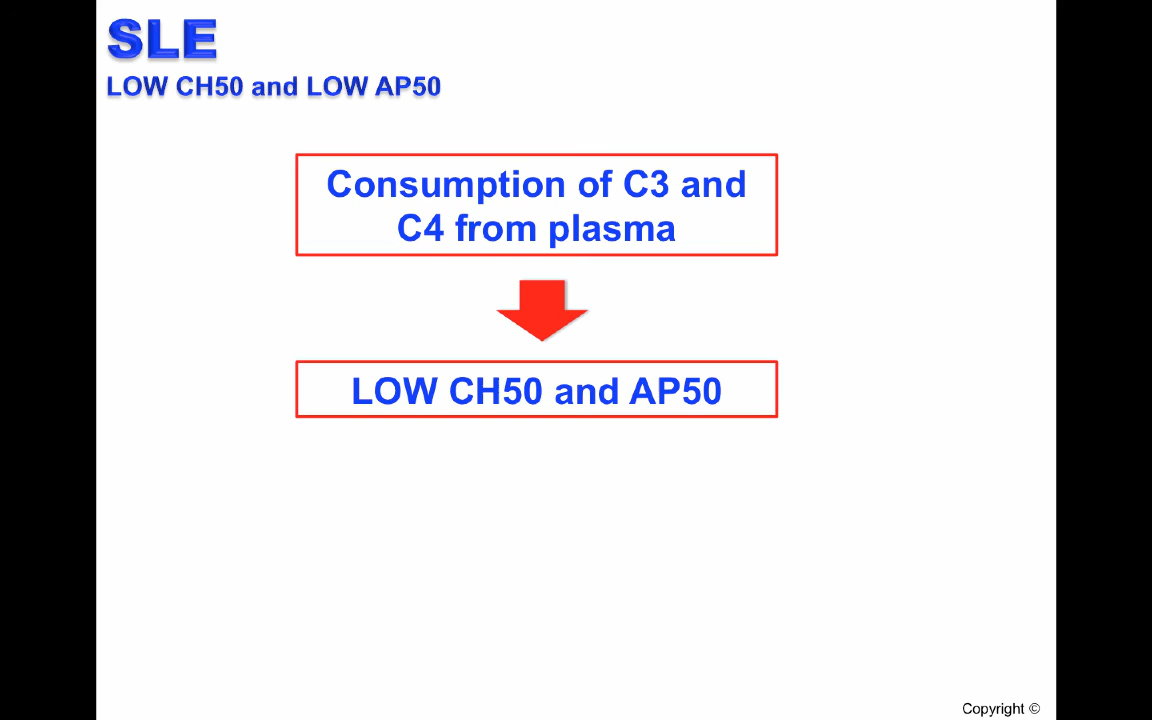 SLE
LOW CH50 and LOW AP50
Consumption of C3 and
C4 from plasma
LOW CH50 and AP50
Copyright ©